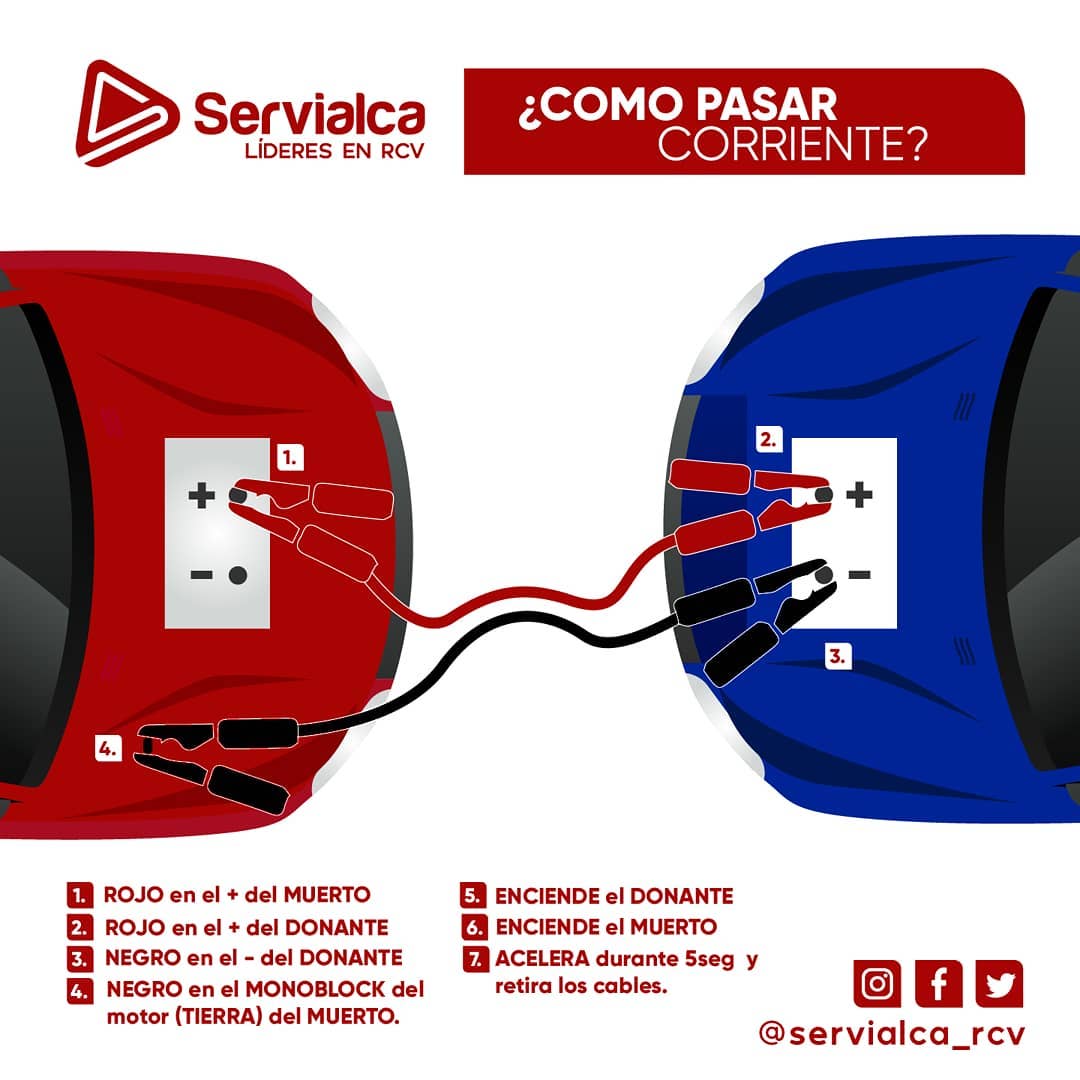 Servialca
LÍDERES EN RCV
¿COMO PASAR
CORRIENTE?
1.
2.
+
+
-
-
3.
4.
1. ROJO en el + del MUERTO
2. ROJO en el + del DONANTE
3. NEGRO en el - del DONANTE
4. NEGRO en el MONOBLOCK del
motor (TIERRA) del MUERTO.
5. ENCIENDE el DONANTE
6. ENCIENDE el MUERTO
7. ACELERA durante 5seg y
retira los cables.
@servialca_rcv